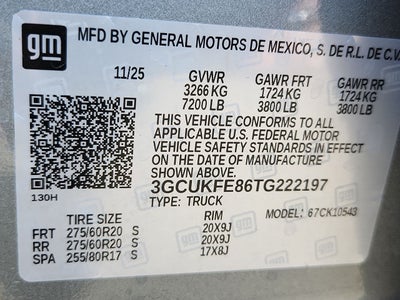 gm
MFD BY GENERAL MOTORS DE MEXICO, S. DE R.L. DE C.V.
11/25 GVWR GAWR FRT GAWR RR
3266 KG 1724 KG 1724 KG
7200 LB 3800 LB 3800 LB
THIS VEHICLE CONFORMS TO ALL APPLICABLE
U.S. FEDERAL MOTOR
VEHICLE SAFETY STANDARDS IN
EFFECT ON THE DATE OF
MANUFACTURE SHOWN ABOVE.
3GCUKFE86TG222197
130H
TYPE: TRUCK MODEL: 67CK10543
TIRE SIZE RIM
FRT 275/60R20 S 20X9J
RR 275/60R20 S 20X9J
SPA 255/80R17 S 17X8J